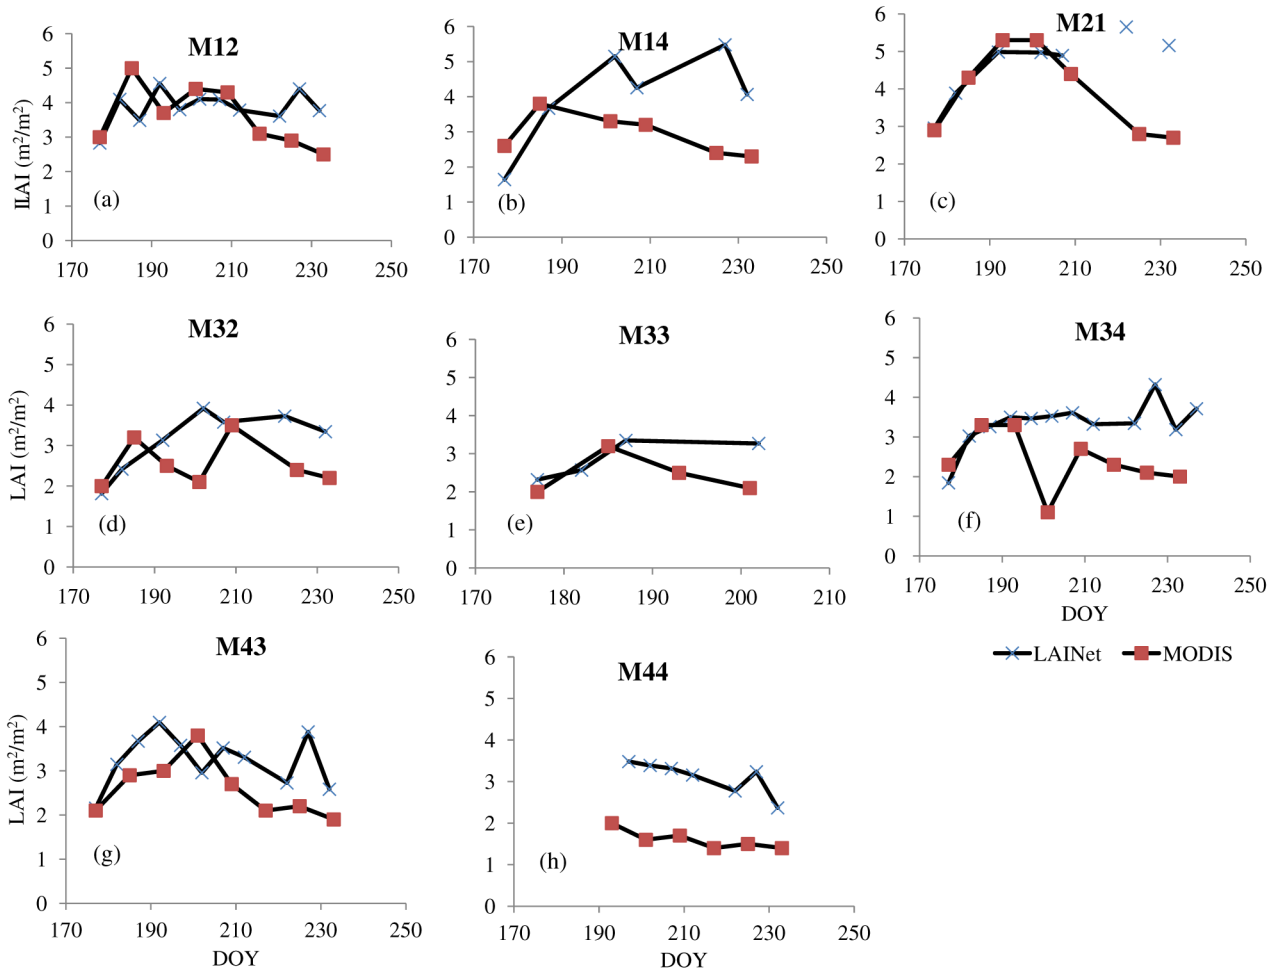 M12
6
5
4
3
2
1
0
ILAI (m²/m²)
(a)
170 190 210 230 250
M14
6
5
4
3
2
1
0
(b)
170 190 210 230 250
M21
6
5
4
3
2
1
0
(c)
170 190 210 230 250
M32
6
5
4
3
2
1
0
LAI (m²/m²)
(d)
170 190 210 230 250
M33
6
5
4
3
2
1
0
(e)
170 180 190 200 210
M34
6
5
4
3
2
1
0
(f)
170 190 210 230 250
DOY
LAINet MODIS
M43
6
5
4
3
2
1
0
LAI (m²/m²)
(g)
170 190 210 230 250
DOY
M44
6
5
4
3
2
1
0
(h)
170 190 210 230 250
DOY